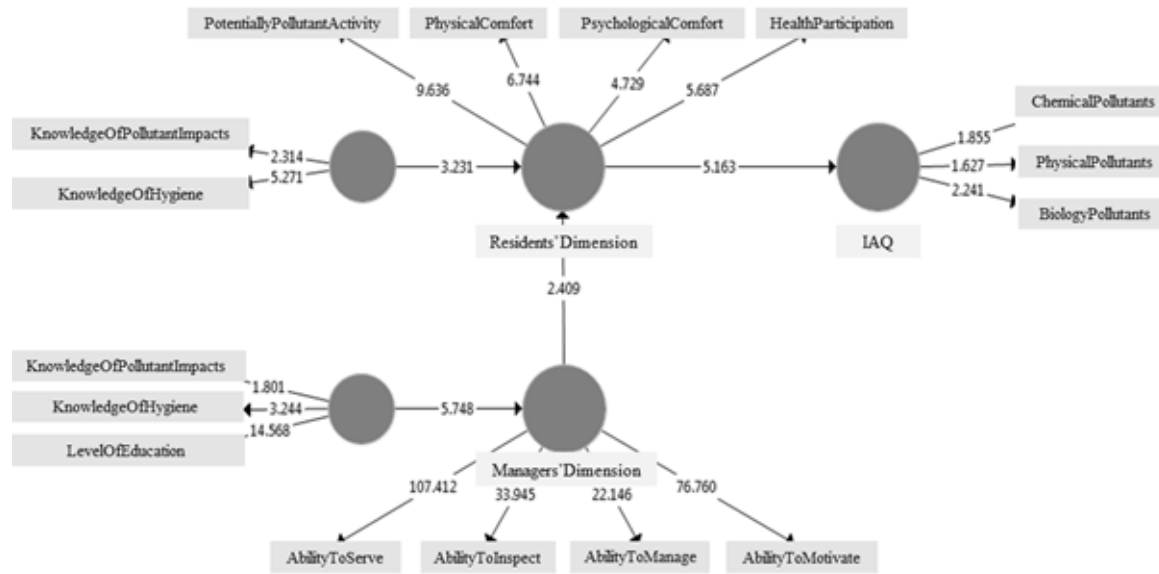 PotentiallyPollutantActivity
PhysicalComfort
PsychologicalComfort
HealthParticipation
9.636
6.744
4.729
5.687
ChemicalPollutants
KnowledgeOfPollutantImpacts
2.314
5.271
KnowledgeOfHygiene
3.231
5.163
1.855
1.627
2.241
PhysicalPollutants
BiologyPollutants
Residents'Dimension
IAQ
2.409
KnowledgeOfPollutantImpacts
1.801
KnowledgeOfHygiene
3.244
14.568
LevelOfEducation
5.748
Managers'Dimension
107.412
33.945
22.146
76.760
AbilityToServe
AbilityToInspect
AbilityToManage
AbilityToMotivate